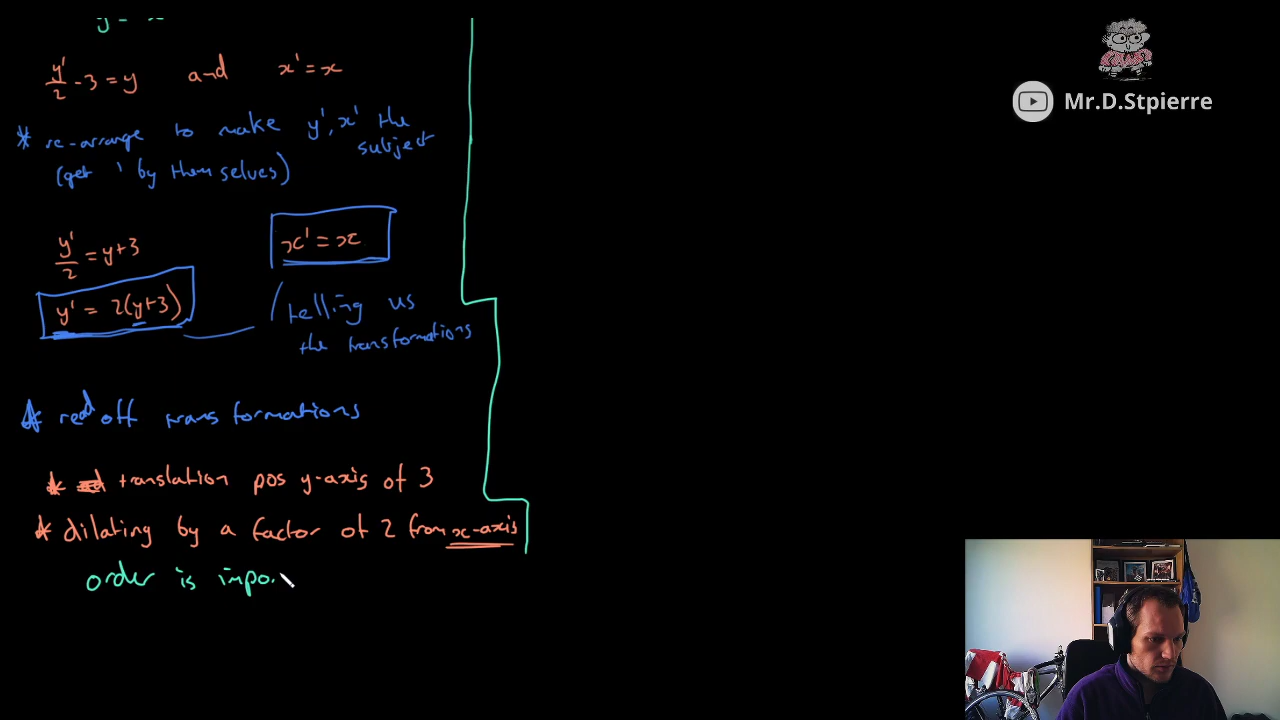 y'/2 - 3 = y and x' = x
* re-arrange to make y', x' the subject
(get ' by themselves)
y'/2 = y+3
x' = x
y' = 2(y+3)
telling us
the transformations
* read off transformations
* translation pos y-axis of 3
* dilating by a factor of 2 from x-axis
order is impor
Mr.D.Stpierre